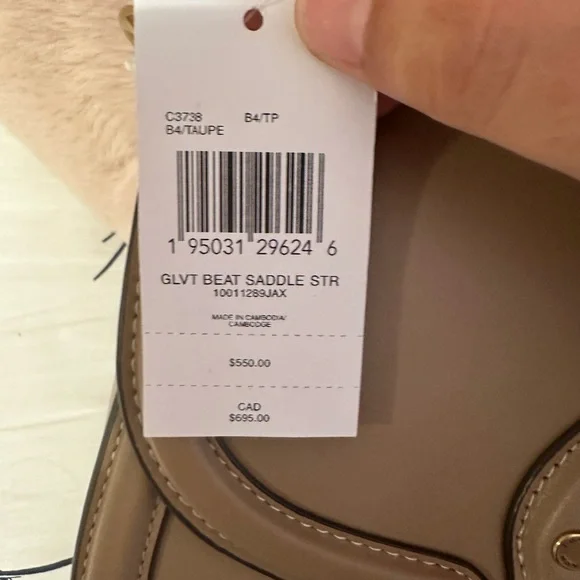 C3738 B4/TP
B4/TAUPE
1 95031 29624 6
GLVT BEAT SADDLE STR
10011289JAX
MADE IN CAMBODIA/
CAMBODGE
$550.00
CAD
$695.00